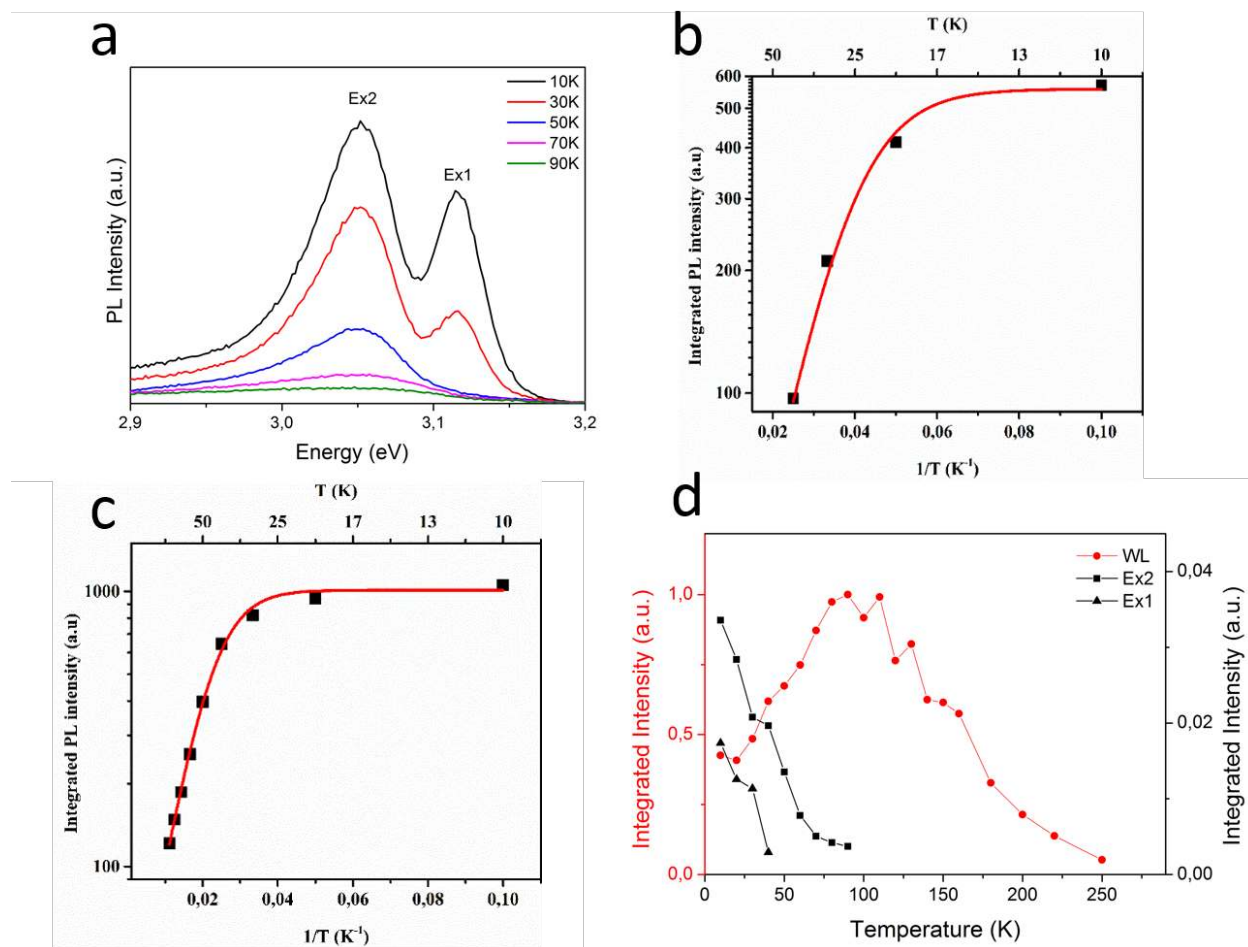 a
10K
30K
50K
70K
90K
Ex2
Ex1
PL Intensity (a.u.)
2,9
3,0
3,1
3,2
Energy (eV)
b
T (K)
50
25
17
13
10
600
500
400
300
200
100
Integrated PL intensity (a.u)
0,02
0,04
0,06
0,08
0,10
1/T (K⁻¹)
c
T (K)
50
25
17
13
10
1000
100
Integrated PL intensity (a.u)
0,02
0,04
0,06
0,08
0,10
1/T (K⁻¹)
d
WL
Ex2
Ex1
1,0
0,5
0,0
Integrated Intensity (a.u.)
0,04
0,02
0,00
Integrated Intensity (a.u.)
0
50
100
150
200
250
Temperature (K)